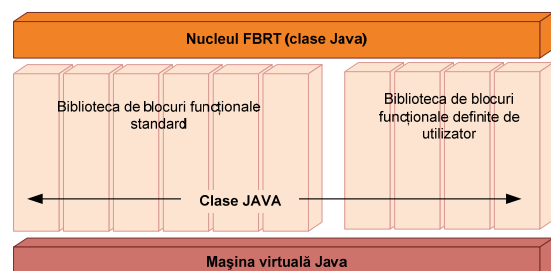 Nucleul FBRT (clase Java)
Biblioteca de blocuri funcționale
standard
Biblioteca de blocuri
funcționale definite de
utilizator
Clase JAVA
Maşina virtuală Java